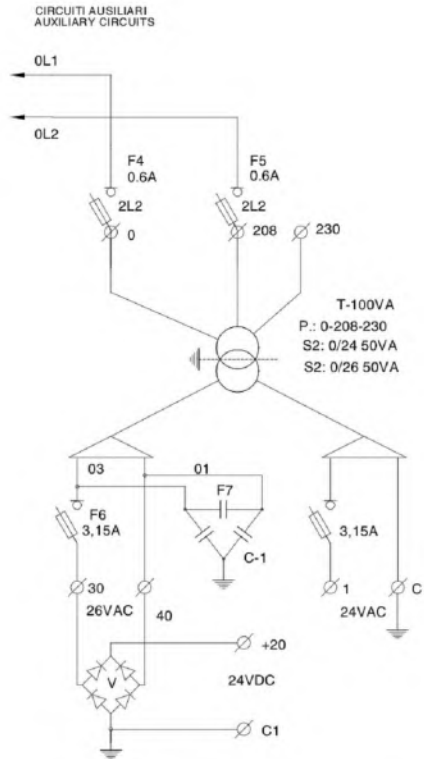 CIRCUITI AUSILIARI
AUXILIARY CIRCUITS
0L1
0L2
F4
0.6A
F5
0.6A
2L2
2L2
0
208
230
T-100VA
P.: 0-208-230
S2: 0/24 50VA
S2: 0/26 50VA
03
01
F7
F6
3,15A
3,15A
C-1
30
1
C
26VAC
40
24VAC
+20
V
24VDC
C1